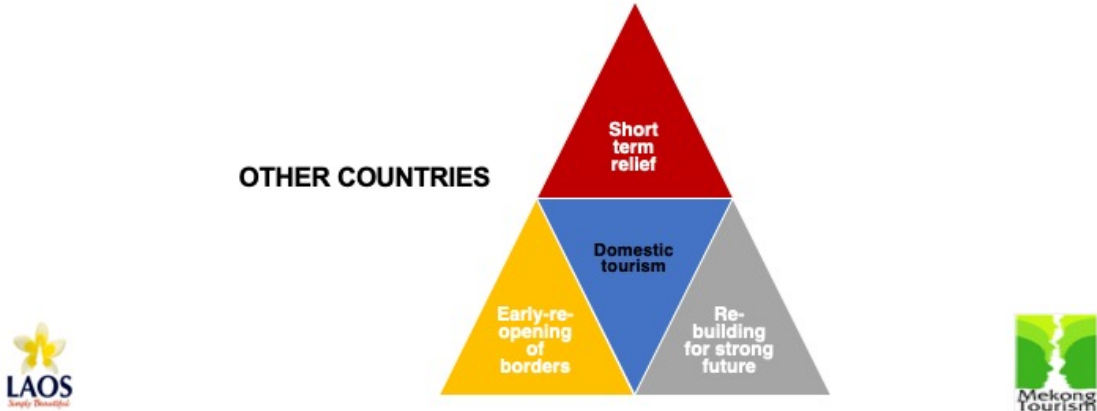 Short
term
relief
OTHER COUNTRIES
Domestic
tourism
Early-re-
opening
of
borders
Re-
building
for strong
future
LAOS
Simply Beautiful
Mekong
Tourism